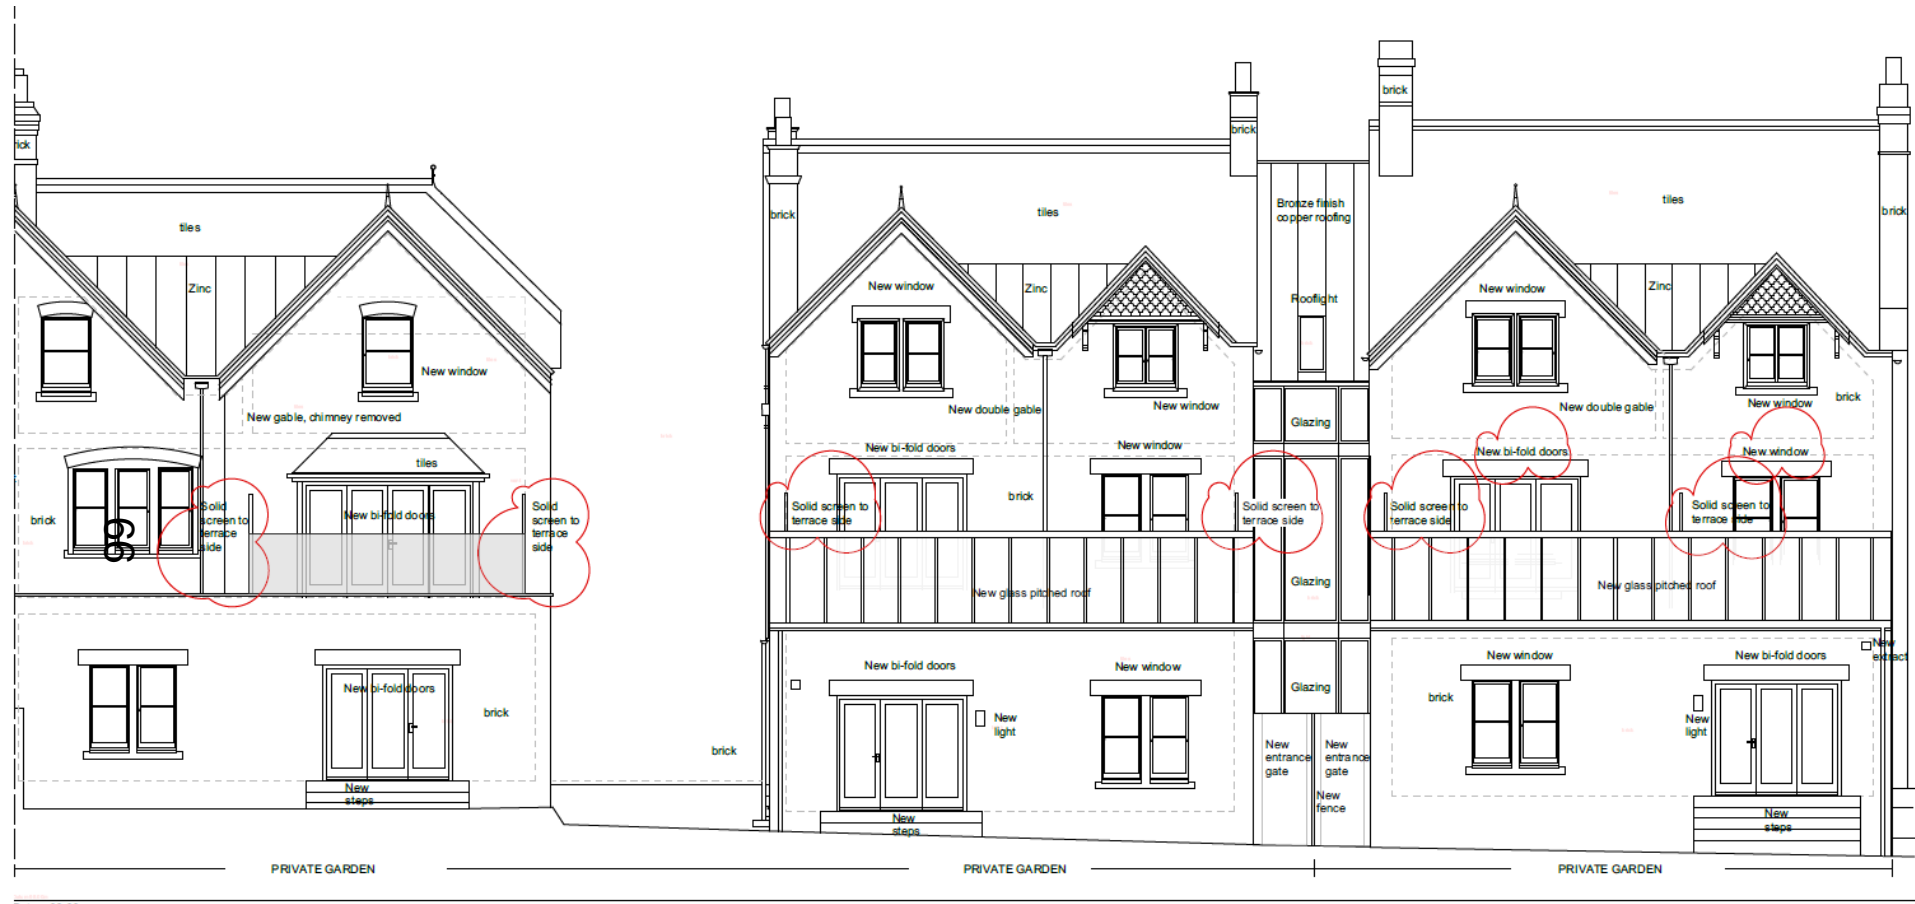 brick
brick
rick
brick
tiles
Bronze finish
copper roofing
tiles
brick
tiles
brick
New window
Zinc
Rooflight
New window
Zinc
Zinc
New window
New gable, chimney removed
New double gable
New window
Glazing
New double gable
New window
brick
tiles
New bi-fold doors
New window
New bi-fold doors
New window
brick
66
Solid
screen to
terrace
side
New bi-fold doors
Solid
screen to
terrace
side
Solid screen to
terrace side
brick
Solid screen to
terrace side
Solid screen to
terrace side
Solid screen to
terrace side
New glass pitched roof
Glazing
New glass pitched roof
New
extract
New bi-fold doors
brick
New bi-fold doors
New window
Glazing
New window
New bi-fold doors
brick
New
light
New
light
brick
New
entrance
gate
New
entrance
gate
New
steps
New
fence
New
steps
New
steps
PRIVATE GARDEN
PRIVATE GARDEN
PRIVATE GARDEN